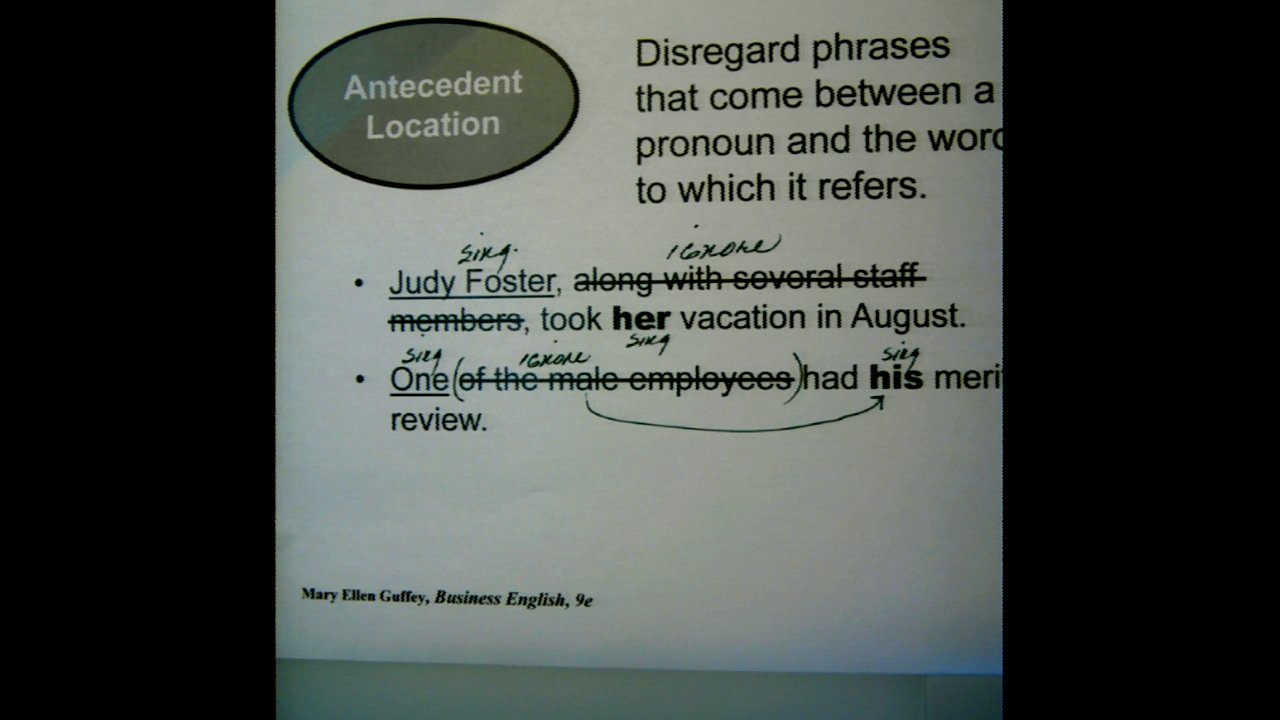 Antecedent
Location
Disregard phrases
that come between a
pronoun and the word
to which it refers.
sing. ignore
• Judy Foster, along with several staff
members, took her vacation in August.
sing
sing ignore sing
• One (of the male employees) had his meri
review.
Mary Ellen Guffey, Business English, 9e